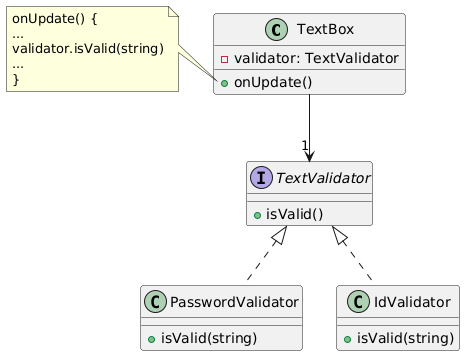 onUpdate() {
...
validator.isValid(string)
...
}
C TextBox
validator: TextValidator
onUpdate()
1
I TextValidator
isValid()
C PasswordValidator
isValid(string)
C IdValidator
isValid(string)